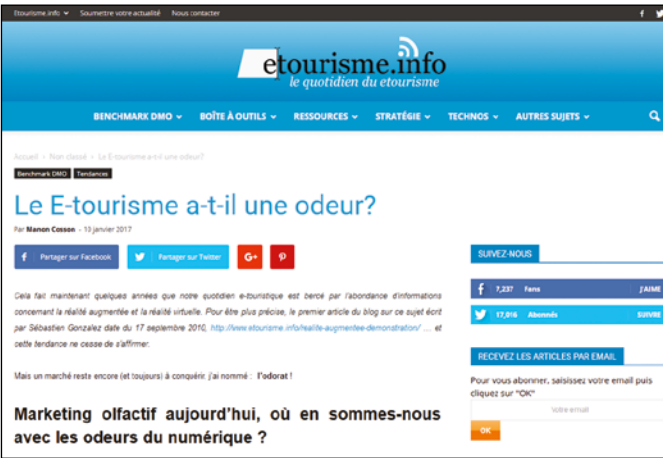 Etourisme.info Soumettre votre actualité Nous contacter
etourisme.info
le quotidien du etourisme
BENCHMARK DMO BOÎTE À OUTILS RESSOURCES STRATÉGIE TECHNOS AUTRES SUJETS
Accueil Non classé Le E-tourisme a-t-il une odeur?
Benchmark DMO Tendances
Le E-tourisme a-t-il une odeur?
Par Manon Cosson - 13 janvier 2017
Partager sur Facebook Partager sur Twitter G+
Cela fait maintenant quelques années que notre quotidien e-touristique est bercé par l'abondance d'informations
concernant la réalité augmentée et la réalité virtuelle. Pour être plus précise, le premier article du blog sur ce sujet écrit
par Sébastien Gonzalez date du 17 septembre 2010, http://www.etourisme.info/realite-augmentee-demonstration/ … et
cette tendance ne cesse de s'affirmer.
Mais un marché reste encore (et toujours) à conquérir, j'ai nommé : l'odorat !
Marketing olfactif aujourd'hui, où en sommes-nous
avec les odeurs du numérique ?
SUIVEZ-NOUS
7,237 Fans J'AIME
17,016 Abonnés SUIVRE
RECEVEZ LES ARTICLES PAR EMAIL
Pour vous abonner, saisissez votre email puis
cliquez sur "OK"
Votre email
OK